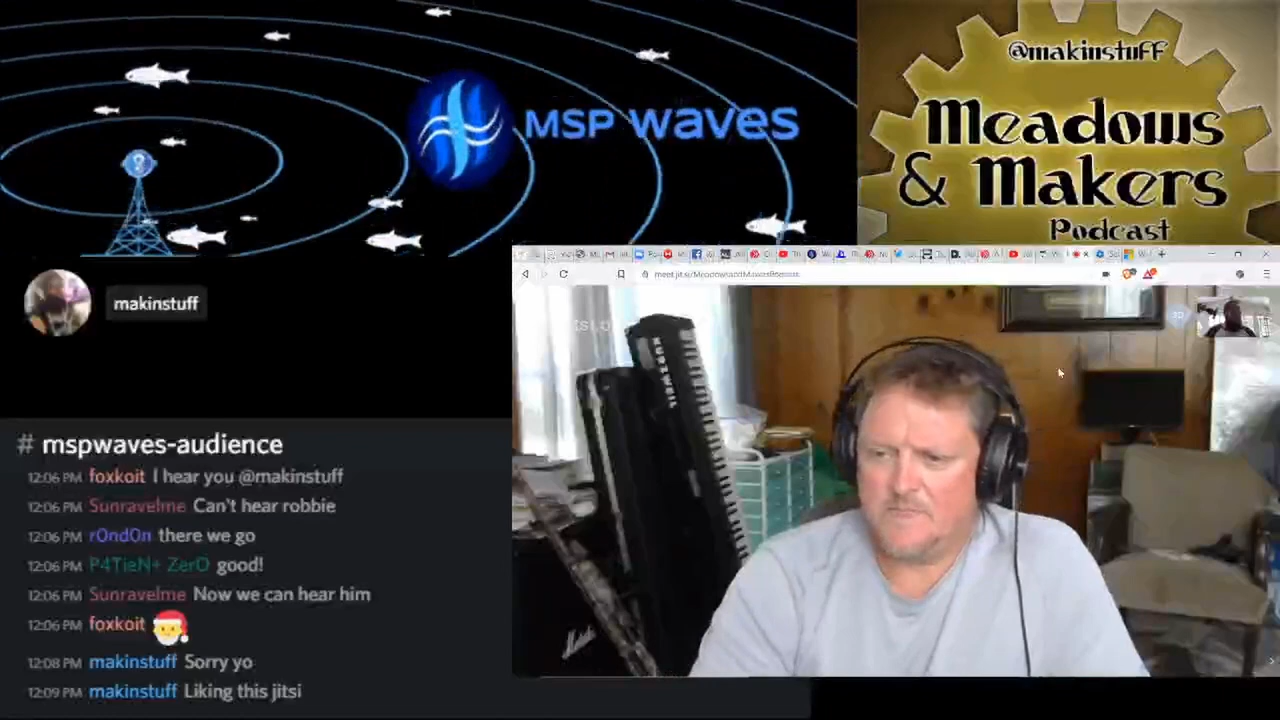 @makinstuff
Meadows
& Makers
Podcast
MSP waves
makinstuff
# mspwaves-audience
12:06 PM foxkoit I hear you @makinstuff
12:06 PM Sunravelme Can't hear robbie
12:06 PM r0nd0n there we go
12:06 PM P4TieN+ ZerO good!
12:06 PM Sunravelme Now we can hear him
12:06 PM foxkoit
12:08 PM makinstuff Sorry yo
12:09 PM makinstuff Liking this jitsi
KURZWEIL
Marshall